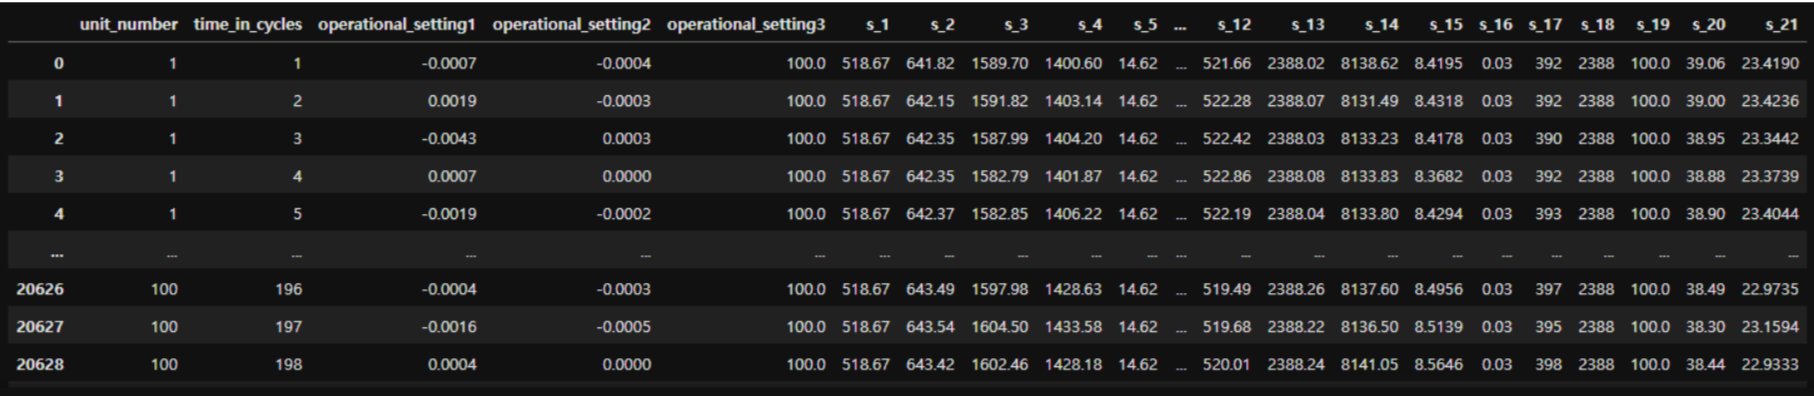 unit_number time_in_cycles operational_setting1 operational_setting2 operational_setting3 s_1 s_2 s_3 s_4 s_5 ... s_12 s_13 s_14 s_15 s_16 s_17 s_18 s_19 s_20 s_21
0 1 1 -0.0007 -0.0004 100.0 518.67 641.82 1589.70 1400.60 14.62 ... 521.66 2388.02 8138.62 8.4195 0.03 392 2388 100.0 39.06 23.4190
1 1 2 0.0019 -0.0003 100.0 518.67 642.15 1591.82 1403.14 14.62 ... 522.28 2388.07 8131.49 8.4318 0.03 392 2388 100.0 39.00 23.4236
2 1 3 -0.0043 0.0003 100.0 518.67 642.35 1587.99 1404.20 14.62 ... 522.42 2388.03 8133.23 8.4178 0.03 390 2388 100.0 38.95 23.3442
3 1 4 0.0007 0.0000 100.0 518.67 642.35 1582.79 1401.87 14.62 ... 522.86 2388.08 8133.83 8.3682 0.03 392 2388 100.0 38.88 23.3739
4 1 5 -0.0019 -0.0002 100.0 518.67 642.37 1582.85 1406.22 14.62 ... 522.19 2388.04 8133.80 8.4294 0.03 393 2388 100.0 38.90 23.4044
... ... ... ... ... ... ... ... ... ... ... ... ... ... ... ... ... ... ... ... ... ...
20626 100 196 -0.0004 -0.0003 100.0 518.67 643.49 1597.98 1428.63 14.62 ... 519.49 2388.26 8137.60 8.4956 0.03 397 2388 100.0 38.49 22.9735
20627 100 197 -0.0016 -0.0005 100.0 518.67 643.54 1604.50 1433.58 14.62 ... 519.68 2388.22 8136.50 8.5139 0.03 395 2388 100.0 38.30 23.1594
20628 100 198 0.0004 0.0000 100.0 518.67 643.42 1602.46 1428.18 14.62 ... 520.01 2388.24 8141.05 8.5646 0.03 398 2388 100.0 38.44 22.9333